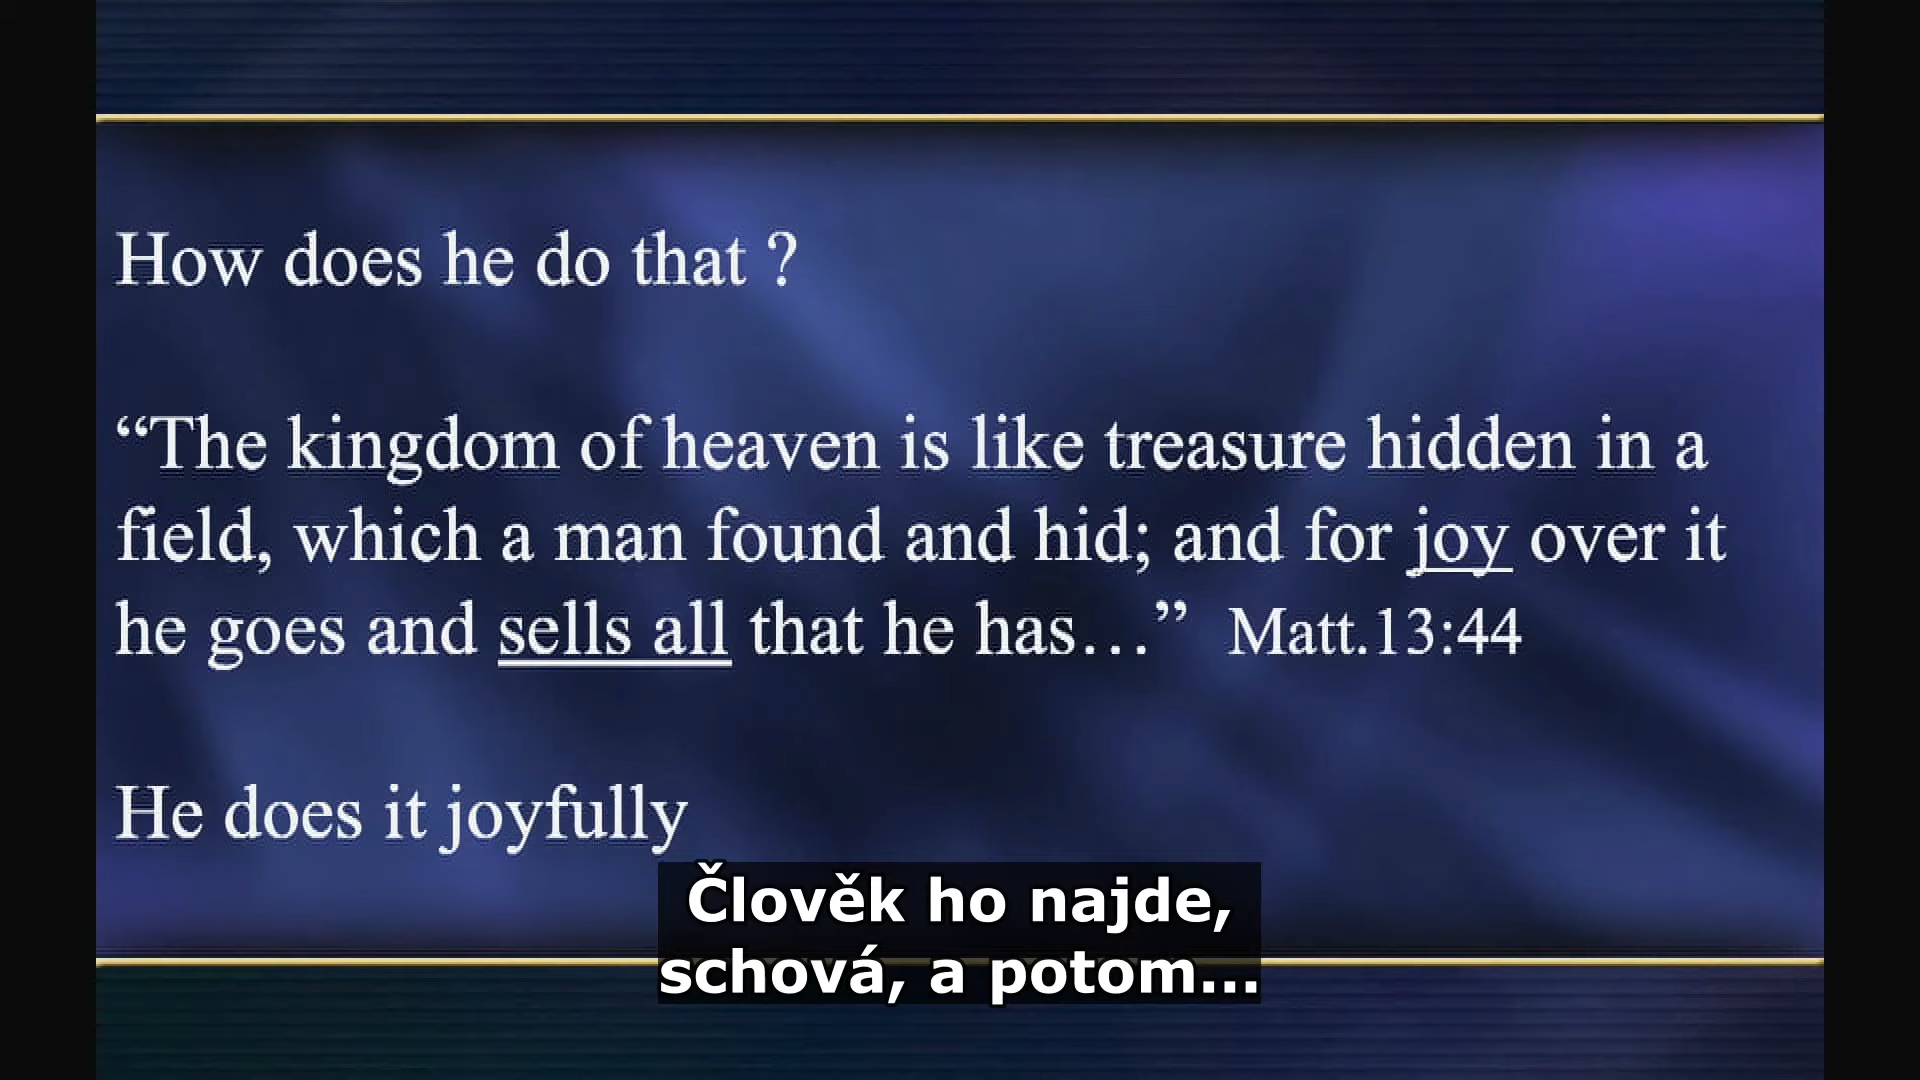 How does he do that ?
“The kingdom of heaven is like treasure hidden in a
field, which a man found and hid; and for joy over it
he goes and sells all that he has…” Matt.13:44
He does it joyfully
Člověk ho najde,
schová, a potom...